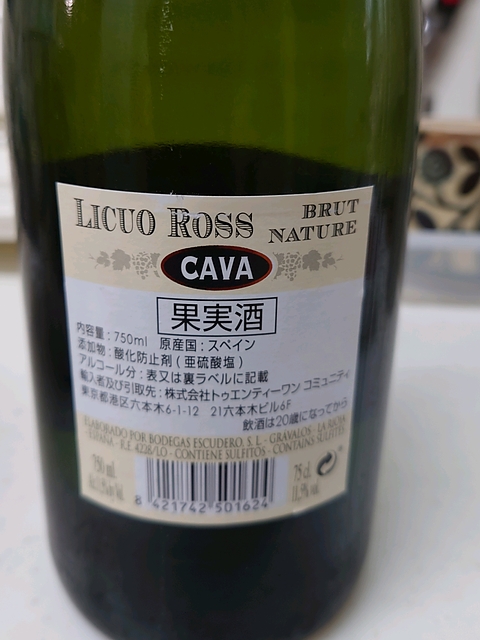 LICUO ROSS
BRUT
NATURE
CAVA
果実酒
内容量:750ml 原産国:スペイン
添加物:酸化防止剤(亜硫酸塩)
アルコール分:表又は裏ラベルに記載
輸入者及び引取先:株式会社トゥエンティーワン コミュニティ
東京都港区六本木6-1-12 21六本木ビル6F
飲酒は20歳になってから
ELABORADO POR BODEGAS ESCUDERO, S. L - GRÁVALOS - LA RIOJA
ESPAÑA - R.E. 4228/LO - CONTIENE SULFITOS - CONTAINS SULFITES
750 ml. 75 cl.
11,5% vol.
8 421742 501624